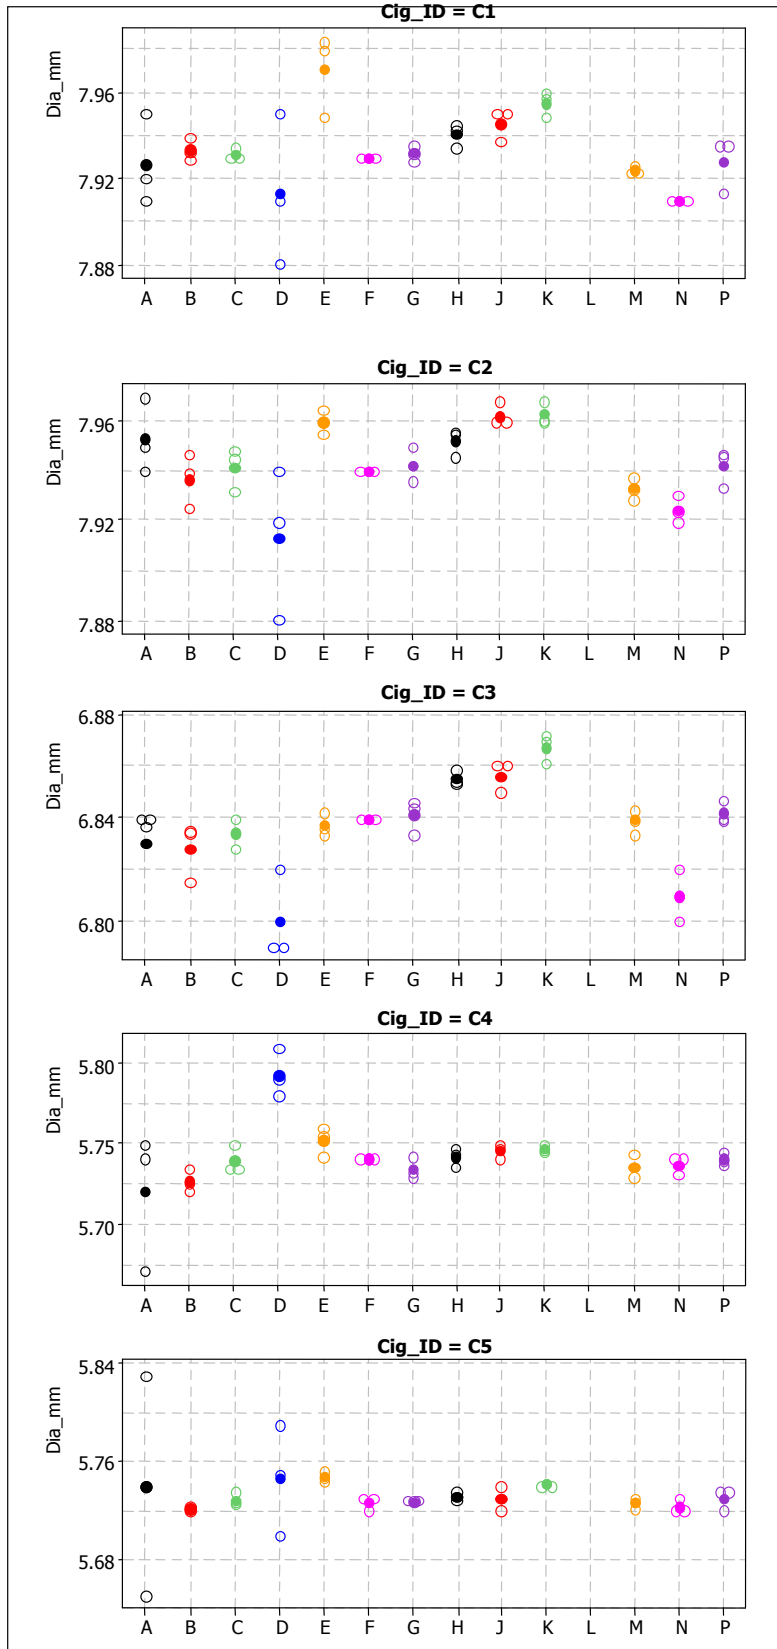 Cig_ID = C1
Dia_mm
7.96
7.92
7.88
A B C D E F G H J K L M N P
Cig_ID = C2
Dia_mm
7.96
7.92
7.88
A B C D E F G H J K L M N P
Cig_ID = C3
Dia_mm
6.88
6.84
6.80
A B C D E F G H J K L M N P
Cig_ID = C4
Dia_mm
5.80
5.75
5.70
A B C D E F G H J K L M N P
Cig_ID = C5
Dia_mm
5.84
5.76
5.68
A B C D E F G H J K L M N P